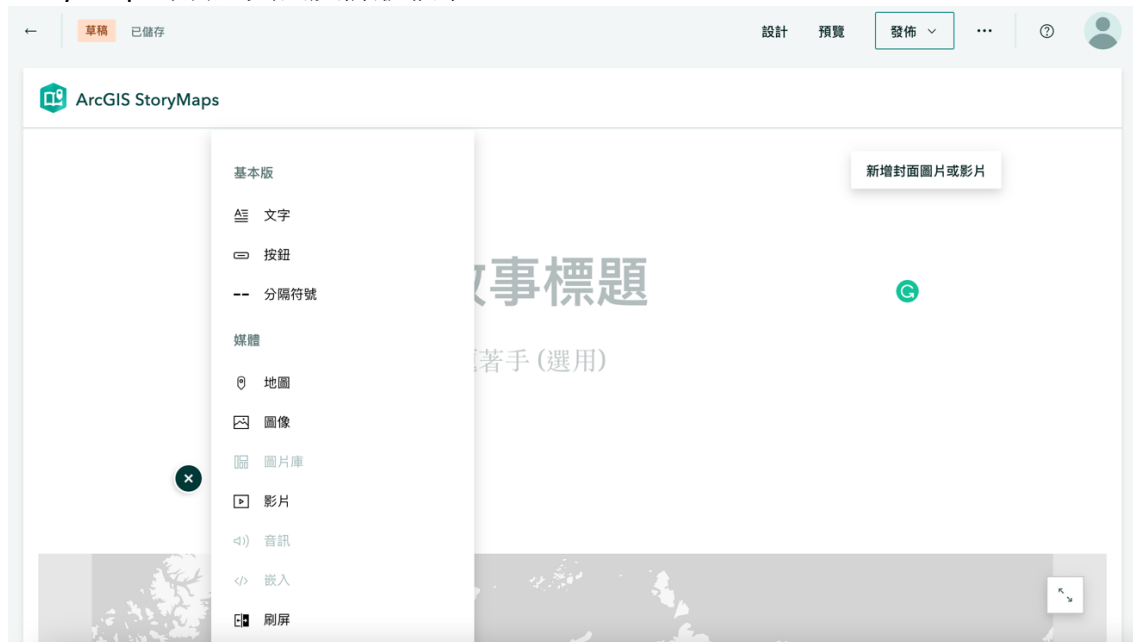 ←
草稿 已儲存 設計 預覽 發佈 ... ?
ArcGIS StoryMaps
基本版
新增封面圖片或影片
文字
按鈕
事標題
分隔符號
媒體
著手 (選用)
地圖
圖像
圖片庫
影片
音訊
嵌入
刷屏